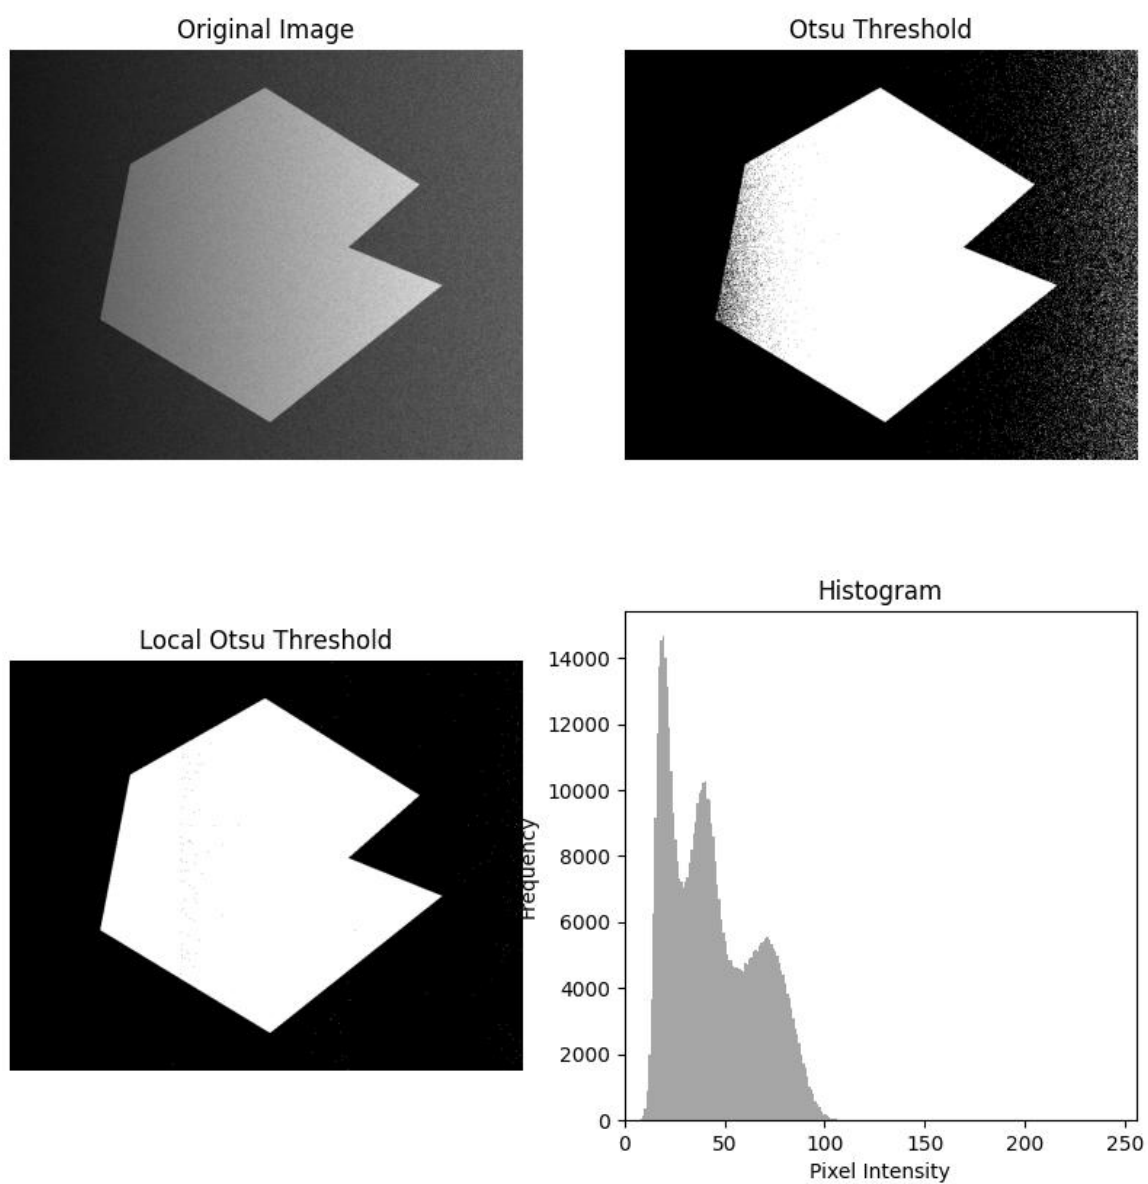 Original Image
Otsu Threshold
Local Otsu Threshold
Histogram
Frequency
14000
12000
10000
8000
6000
4000
2000
0
0 50 100 150 200 250
Pixel Intensity